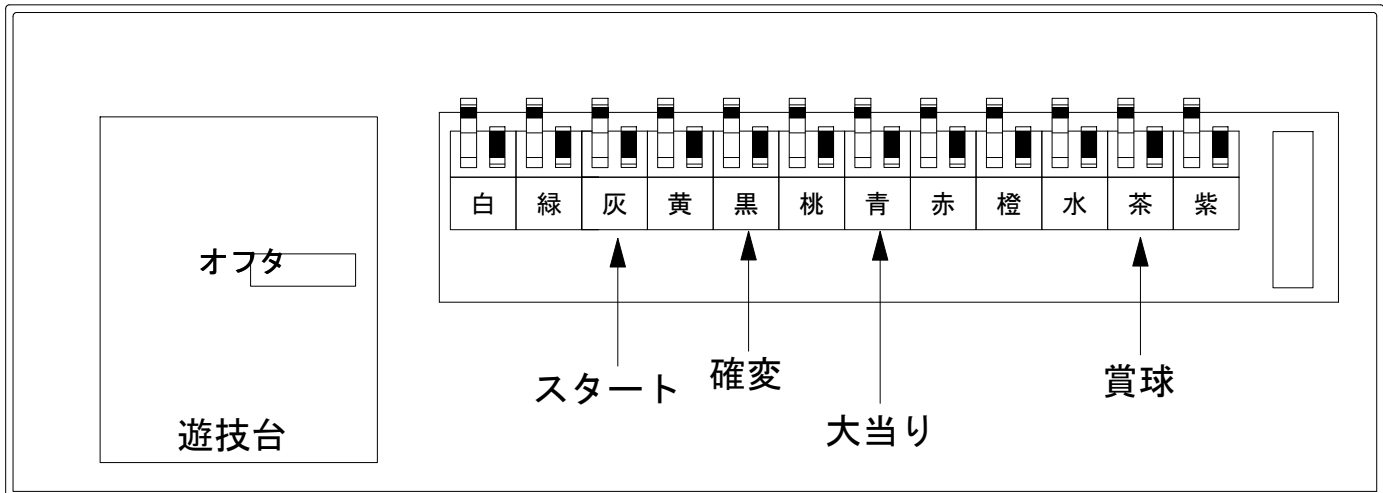 白 緑 灰 黄 黒 桃 青 赤 橙 水 茶 紫
オフタ
スタート
確変
大当り
賞球
遊技台